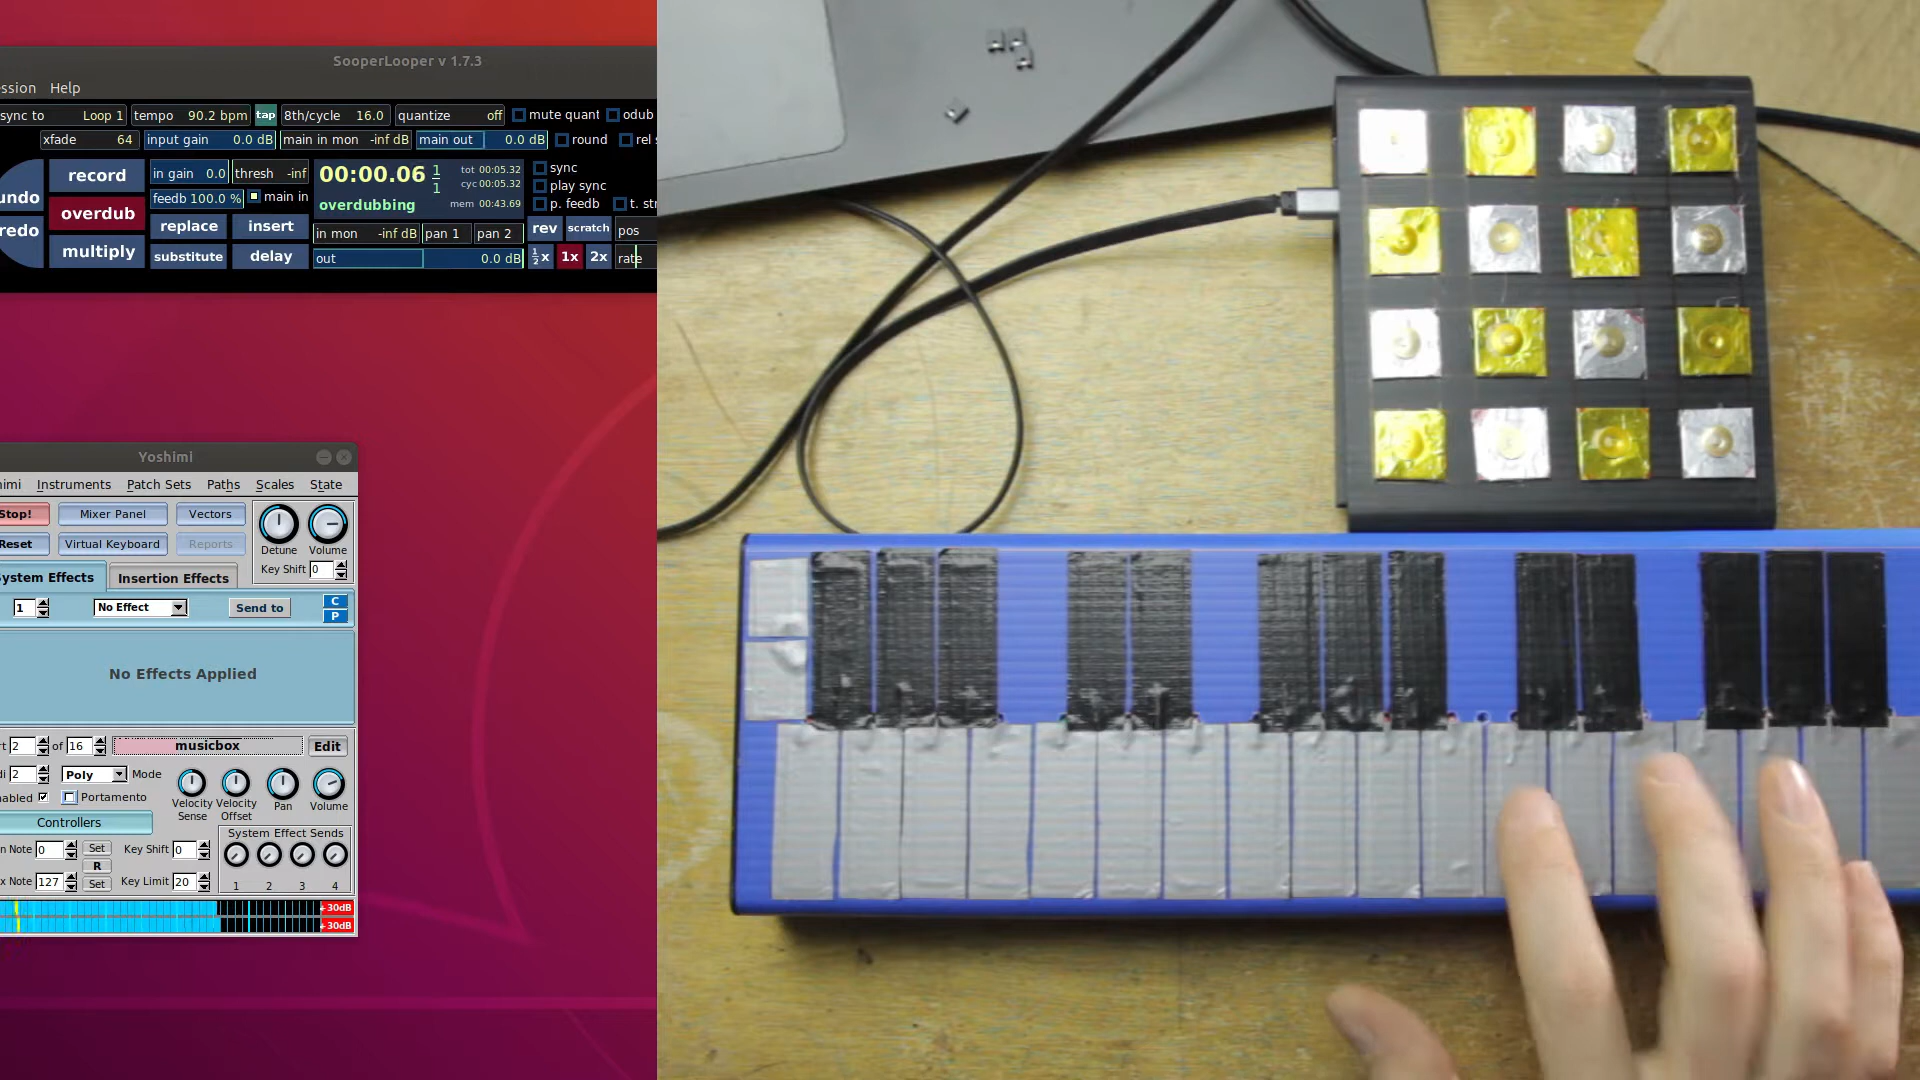 SooperLooper v 1.7.3
ssion Help
sync to Loop 1 tempo 90.2 bpm tap 8th/cycle 16.0 quantize off mute quant odub
xfade 64 input gain 0.0 dB main in mon -inf dB main out 0.0 dB round rel s
undo record in gain 0.0 thresh -inf 00:00.06 1 tot 00:05.32 sync
1 cyc 00:05.32 play sync
overdub feedb 100.0 % main in overdubbing mem 00:43.69 p. feedb t. str
redo replace insert in mon -inf dB pan 1 pan 2 rev scratch pos
multiply substitute delay out 0.0 dB ½x 1x 2x rate
Yoshimi
imi Instruments Patch Sets Paths Scales State
Stop! Mixer Panel Vectors
Reset Virtual Keyboard Reports Detune Volume
Key Shift 0
System Effects Insertion Effects
1 No Effect Send to C
P
No Effects Applied
rt 2 of 16 musicbox Edit
di 2 Poly Mode
abled Portamento Velocity Sense Velocity Offset Pan Volume
Controllers System Effect Sends
n Note 0 Set Key Shift 0
R
x Note 127 Set Key Limit 20 1 2 3 4
+30dB
+30dB